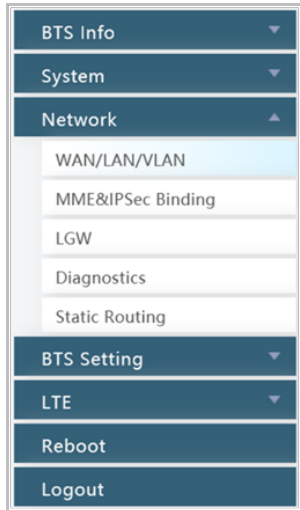 BTS Info
System
Network
WAN/LAN/VLAN
MME&IPSec Binding
LGW
Diagnostics
Static Routing
BTS Setting
LTE
Reboot
Logout